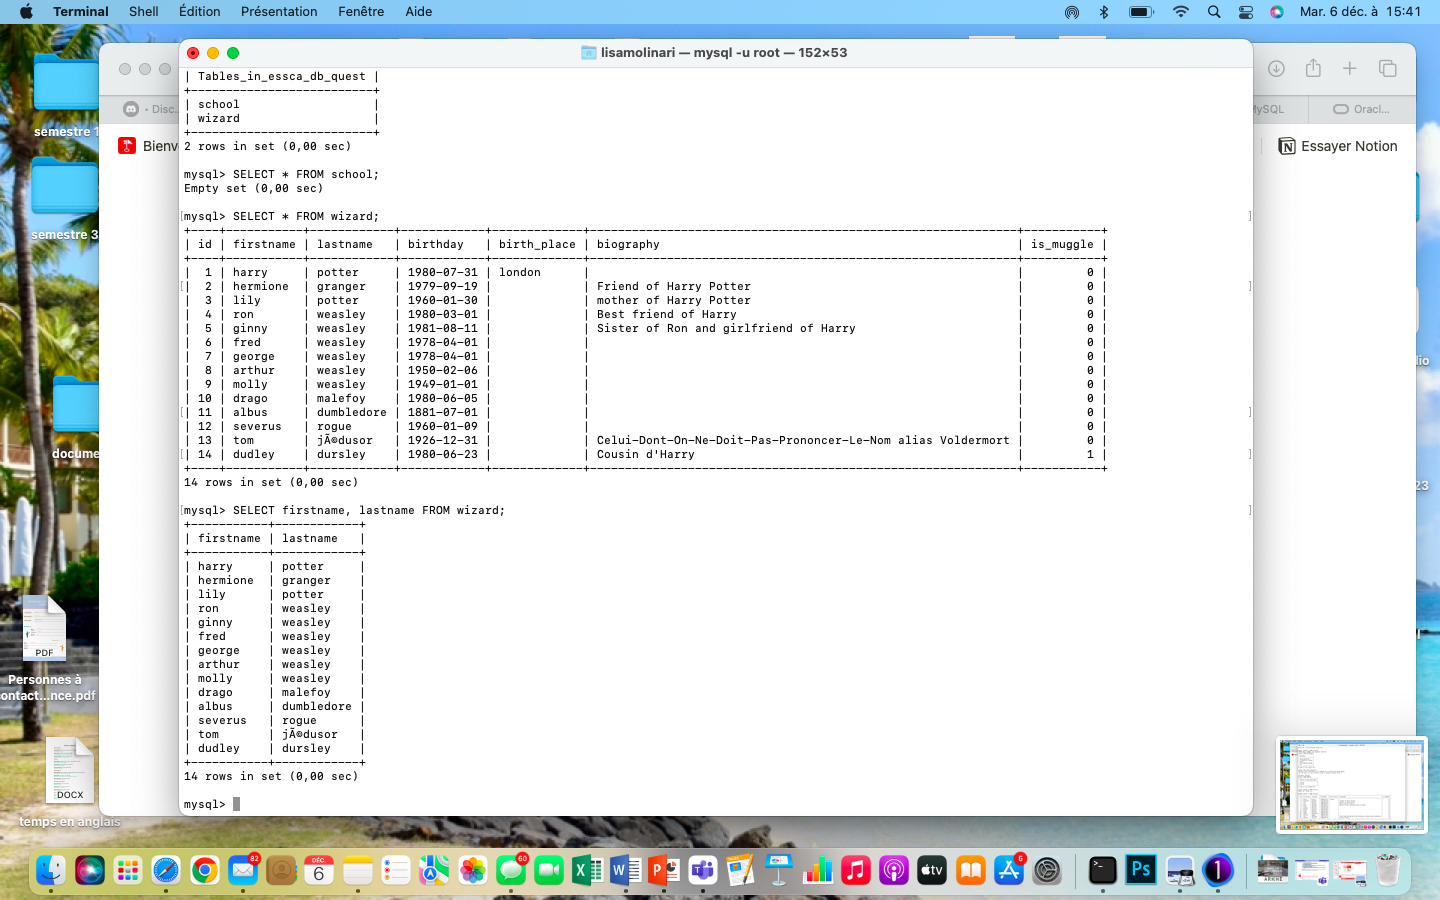 Terminal Shell Édition Présentation Fenêtre Aide Mar. 6 déc. à 15:41
lisamolinari — mysql -u root — 152×53
| Tables_in_essca_db_quest |
+--------------------------+
| school |
| wizard |
+--------------------------+
2 rows in set (0,00 sec)
mysql> SELECT * FROM school;
Empty set (0,00 sec)
[mysql> SELECT * FROM wizard; ]
+----+-----------+------------+------------+-------------+------------------------------------------------------------+-----------+
| id | firstname | lastname | birthday | birth_place | biography | is_muggle |
+----+-----------+------------+------------+-------------+------------------------------------------------------------+-----------+
| 1 | harry | potter | 1980-07-31 | london | | 0 |
[| 2 | hermione | granger | 1979-09-19 | | Friend of Harry Potter | 0 | ]
| 3 | lily | potter | 1960-01-30 | | mother of Harry Potter | 0 |
| 4 | ron | weasley | 1980-03-01 | | Best friend of Harry | 0 |
| 5 | ginny | weasley | 1981-08-11 | | Sister of Ron and girlfriend of Harry | 0 |
| 6 | fred | weasley | 1978-04-01 | | | 0 |
| 7 | george | weasley | 1978-04-01 | | | 0 |
| 8 | arthur | weasley | 1950-02-06 | | | 0 |
| 9 | molly | weasley | 1949-01-01 | | | 0 |
| 10 | drago | malefoy | 1980-06-05 | | | 0 |
[| 11 | albus | dumbledore | 1881-07-01 | | | 0 | ]
| 12 | severus | rogue | 1960-01-09 | | | 0 |
| 13 | tom | jÃ©dusor | 1926-12-31 | | Celui-Dont-On-Ne-Doit-Pas-Prononcer-Le-Nom alias Voldermort | 0 |
[| 14 | dudley | dursley | 1980-06-23 | | Cousin d'Harry | 1 | ]
+----+-----------+------------+------------+-------------+------------------------------------------------------------+-----------+
14 rows in set (0,00 sec)
[mysql> SELECT firstname, lastname FROM wizard; ]
+-----------+------------+
| firstname | lastname |
+-----------+------------+
| harry | potter |
| hermione | granger |
| lily | potter |
| ron | weasley |
| ginny | weasley |
| fred | weasley |
| george | weasley |
| arthur | weasley |
| molly | weasley |
| drago | malefoy |
| albus | dumbledore |
| severus | rogue |
| tom | jÃ©dusor |
| dudley | dursley |
+-----------+------------+
14 rows in set (0,00 sec)
mysql>
• Disc...
Bienv
MySQL
Oracl...
Essayer Notion
semestre 1
semestre 3
docume
PDF
Personnes à
ontact...nce.pdf
DOCX
temps en anglais
dio
23
82
DÉC.
6
60
tv
5
>_
Ps
1